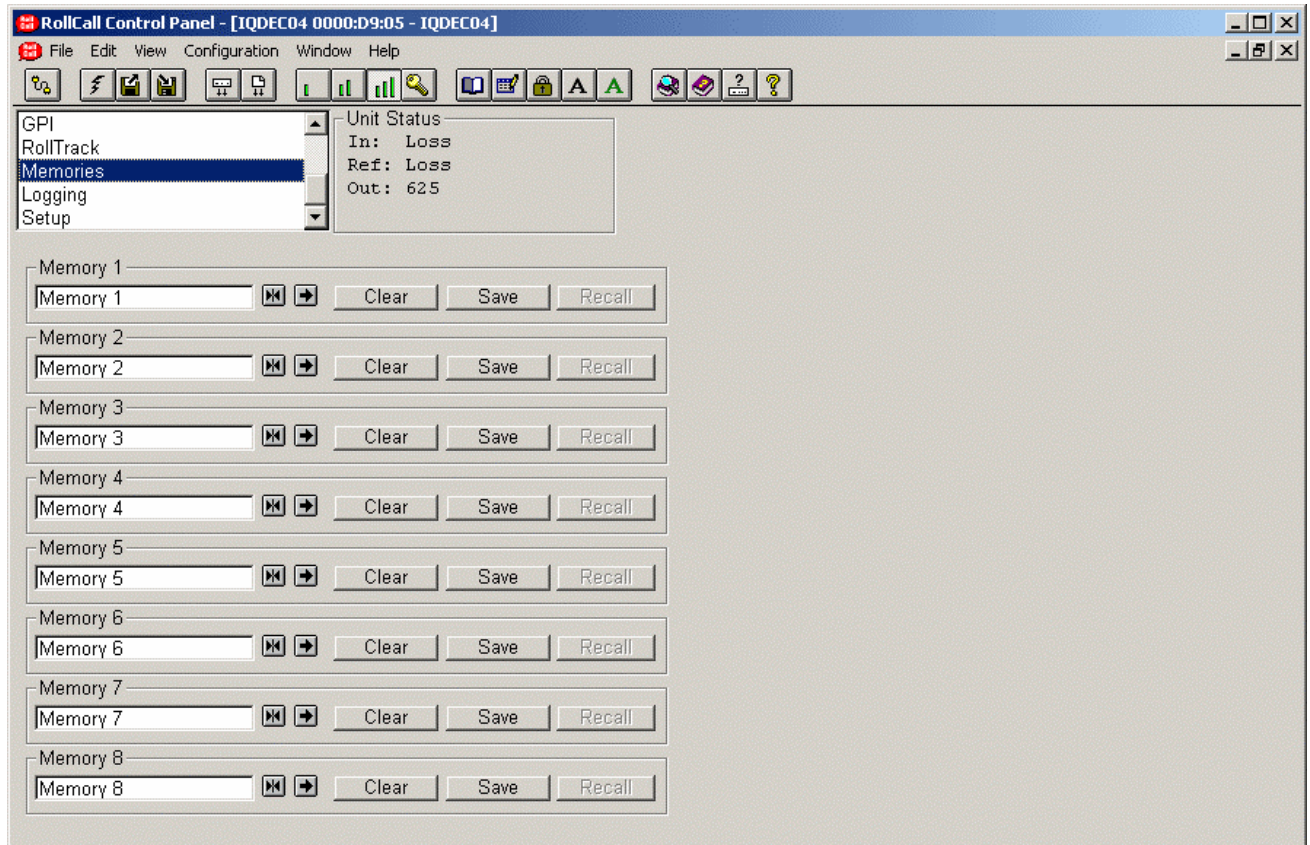 RollCall Control Panel - [IQDEC04 0000:D9:05 - IQDEC04]
File Edit View Configuration Window Help
A A
GPI
RollTrack
Memories
Logging
Setup
Unit Status
In: Loss
Ref: Loss
Out: 625
Memory 1
Memory 1 Clear Save Recall
Memory 2
Memory 2 Clear Save Recall
Memory 3
Memory 3 Clear Save Recall
Memory 4
Memory 4 Clear Save Recall
Memory 5
Memory 5 Clear Save Recall
Memory 6
Memory 6 Clear Save Recall
Memory 7
Memory 7 Clear Save Recall
Memory 8
Memory 8 Clear Save Recall